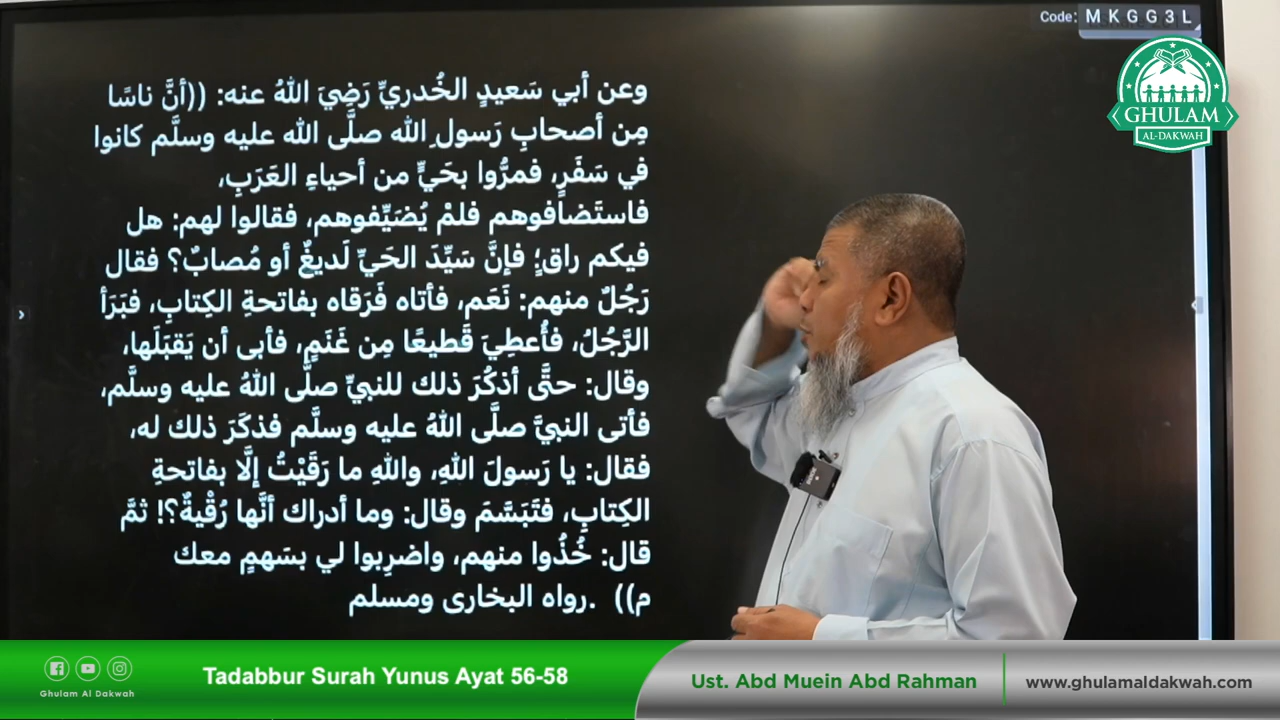 Code: M K G G 3 L
GHULAM
AL-DAKWAH
وعن أبي سَعيدٍ الخُدريِّ رَضِيَ اللهُ عنه: ((أنَّ ناسًا
مِن أصحابِ رَسولِ الله صلَّى الله عليه وسلَّم كانوا
في سَفَرٍ، فمرُّوا بحَيٍّ من أحياءِ العَرَبِ،
فاستَضافوهم فلمْ يُضَيِّفوهم، فقالوا لهم: هل
فيكم راقٍ؛ فإنَّ سَيِّدَ الحَيِّ لَديغٌ أو مُصابٌ؟ فقال
رَجُلٌ منهم: نَعَم، فأتاه فَرَقاه بفاتحةِ الكِتابِ، فبَرَأ
الرَّجُلُ، فأُعطِيَ قَطيعًا مِن غَنَمٍ، فأبى أن يَقبَلَها،
وقال: حتَّى أذكُرَ ذلك للنبيِّ صلَّى اللهُ عليه وسلَّم،
فأتى النبيَّ صلَّى اللهُ عليه وسلَّم فذكَرَ ذلك له،
فقال: يا رَسولَ اللهِ، واللهِ ما رَقَيْتُ إلَّا بفاتحةِ
الكِتابِ، فتَبَسَّمَ وقال: وما أدراك أنَّها رُقْيةٌ؟! ثمَّ
قال: خُذُوا منهم، واضرِبوا لي بسَهمٍ معك
م)) .رواه البخارى ومسلم
Ghulam Al Dakwah
Tadabbur Surah Yunus Ayat 56-58
Ust. Abd Muein Abd Rahman
www.ghulamaldakwah.com